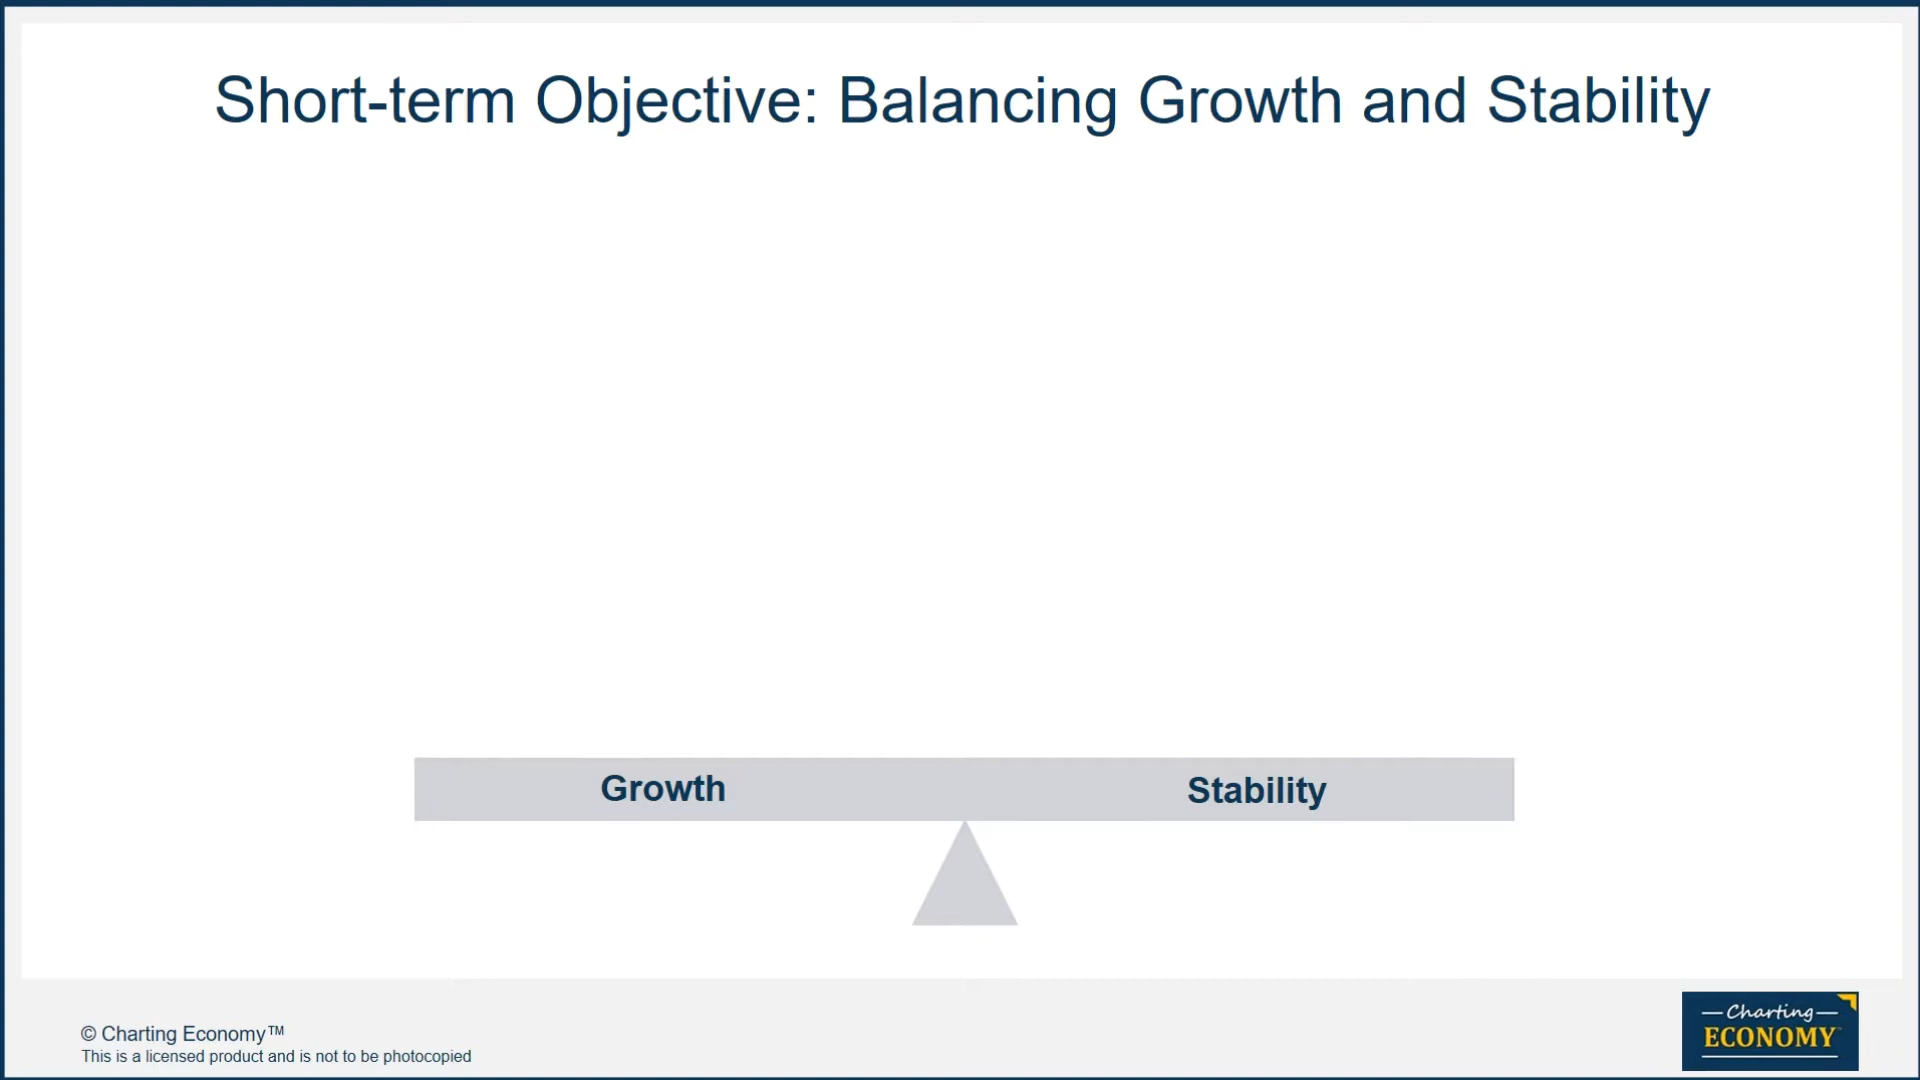 Short-term Objective: Balancing Growth and Stability
Growth Stability
© Charting Economy™
This is a licensed product and is not to be photocopied
Charting
ECONOMY™